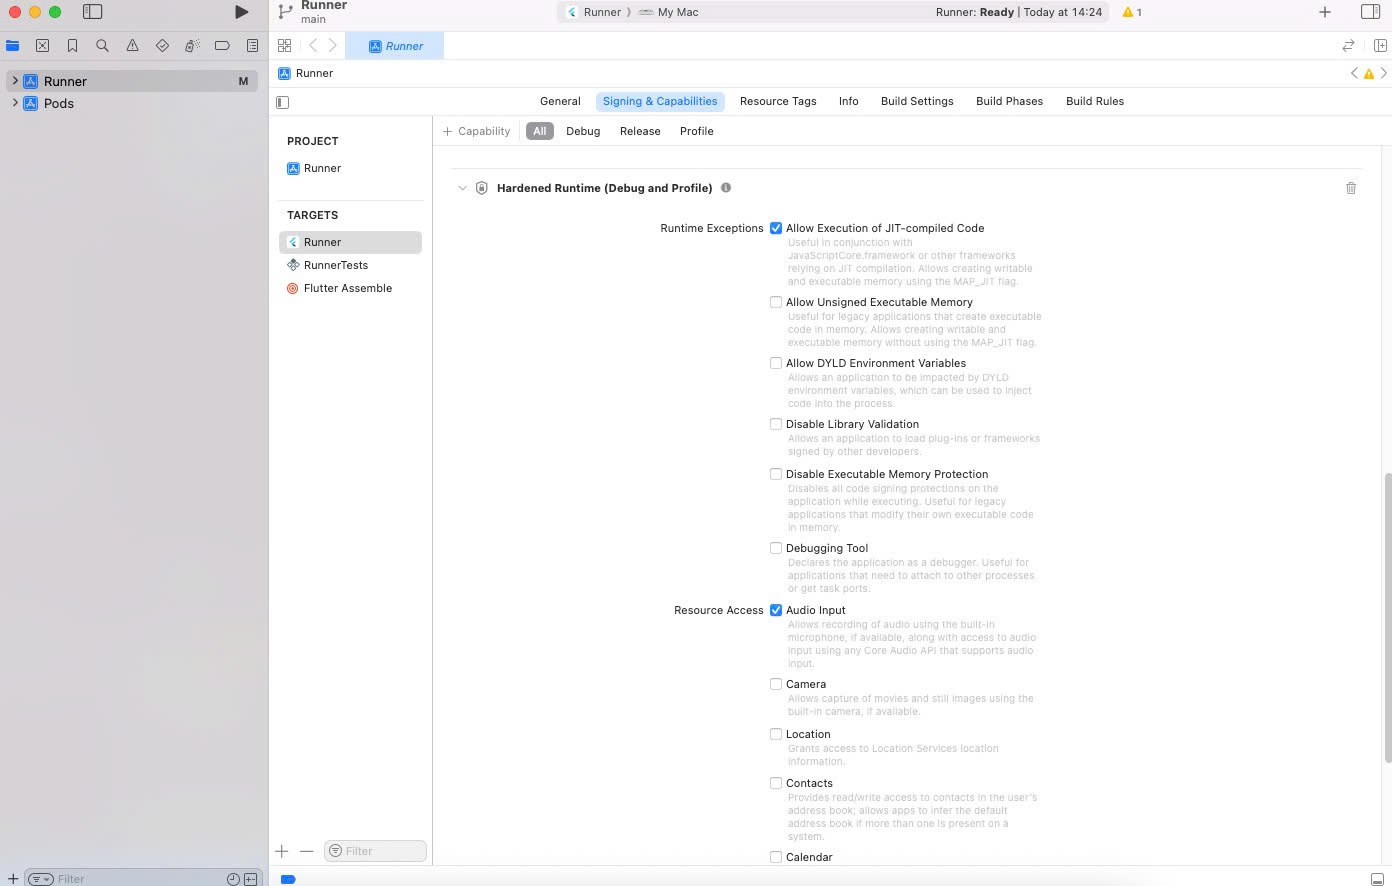 Runner
main
Runner ⟩ My Mac
Runner: Ready | Today at 14:24
1
Runner
Runner M
Pods
Runner
General Signing & Capabilities Resource Tags Info Build Settings Build Phases Build Rules
+ Capability All Debug Release Profile
PROJECT
Runner
TARGETS
Runner
RunnerTests
Flutter Assemble
Hardened Runtime (Debug and Profile)
Runtime Exceptions Allow Execution of JIT-compiled Code
Useful in conjunction with
JavaScriptCore.framework or other frameworks
relying on JIT compilation. Allows creating writable
and executable memory using the MAP_JIT flag.
Allow Unsigned Executable Memory
Useful for legacy applications that create executable
code in memory. Allows creating writable and
executable memory without using the MAP_JIT flag.
Allow DYLD Environment Variables
Allows an application to be impacted by DYLD
environment variables, which can be used to inject
code into the process.
Disable Library Validation
Allows an application to load plug-ins or frameworks
signed by other developers.
Disable Executable Memory Protection
Disables all code signing protections on the
application while executing. Useful for legacy
applications that modify their own executable code
in memory.
Debugging Tool
Declares the application as a debugger. Useful for
applications that need to attach to other processes
or get task ports.
Resource Access Audio Input
Allows recording of audio using the built-in
microphone, if available, along with access to audio
input using any Core Audio API that supports audio
input.
Camera
Allows capture of movies and still images using the
built-in camera, if available.
Location
Grants access to Location Services location
information.
Contacts
Provides read/write access to contacts in the user's
address book; allows apps to infer the default
address book if more than one is present on a
system.
Calendar
Filter
Filter